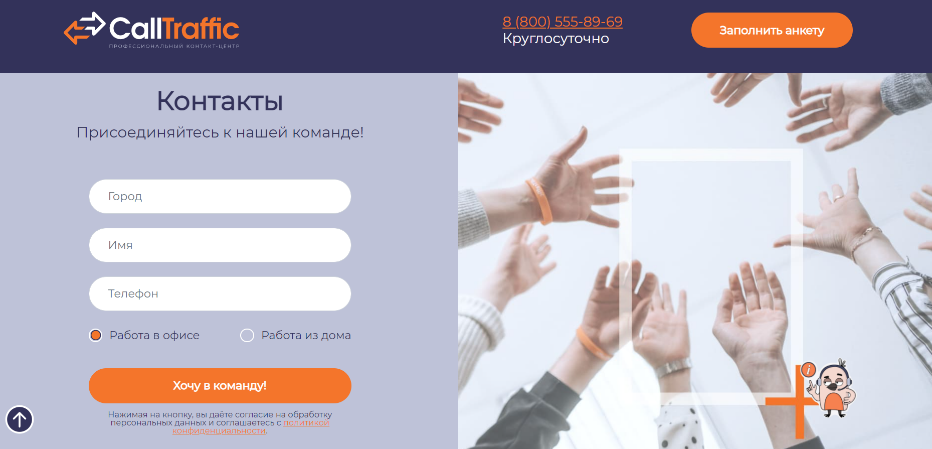 CallTraffic
ПРОФЕССИОНАЛЬНЫЙ КОНТАКТ-ЦЕНТР
8 (800) 555-89-69
Круглосуточно
Заполнить анкету
Контакты
Присоединяйтесь к нашей команде!
Город
Имя
Телефон
Работа в офисе
Работа из дома
Хочу в команду!
Нажимая на кнопку, вы даёте согласие на обработку
персональных данных и соглашаетесь с политикой
конфиденциальности.
i